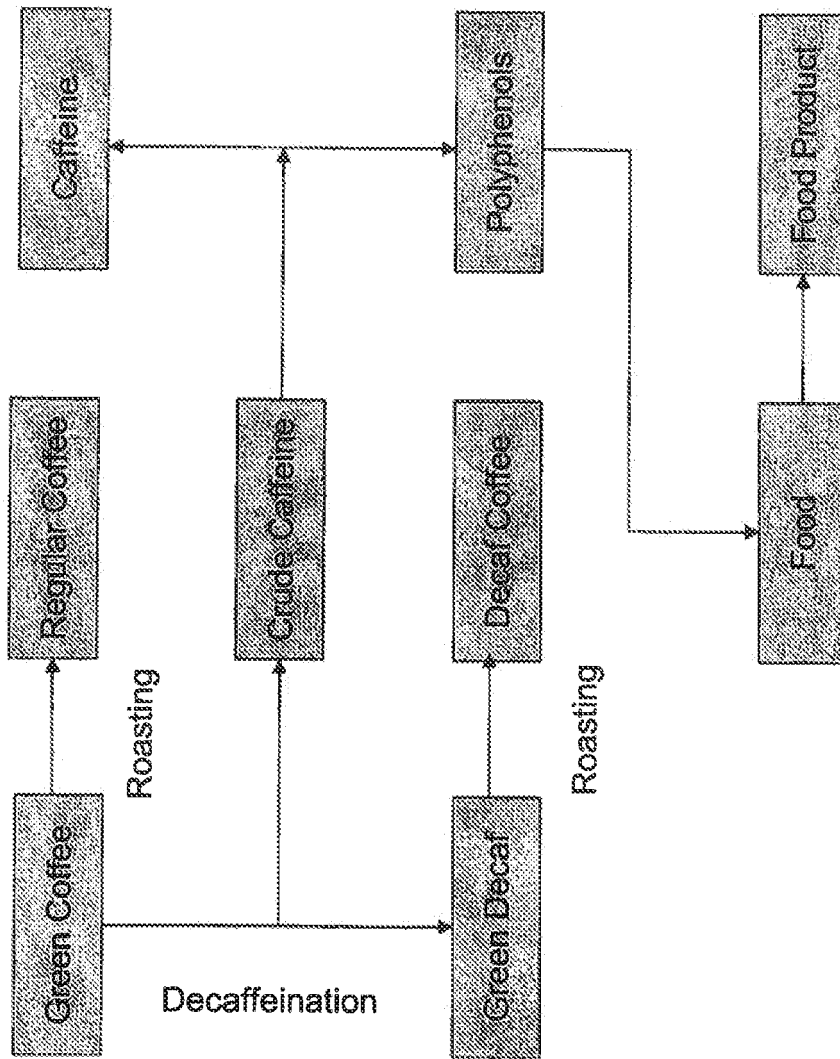 Green Coffee
Regular Coffee
Caffeine
Roasting
Decaffeination
Crude Caffeine
Green Decaf
Decaf Coffee
Polyphenols
Roasting
Food
Food Product